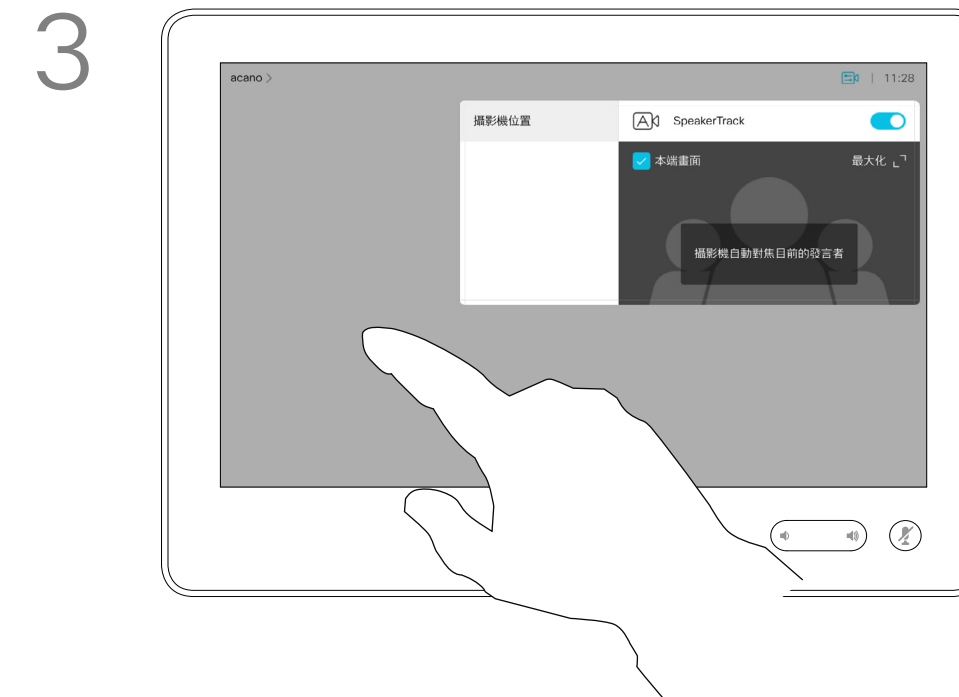 3
acano >
11:28
攝影機位置
SpeakerTrack
本端畫面
最大化
攝影機自動對焦目前的發言者